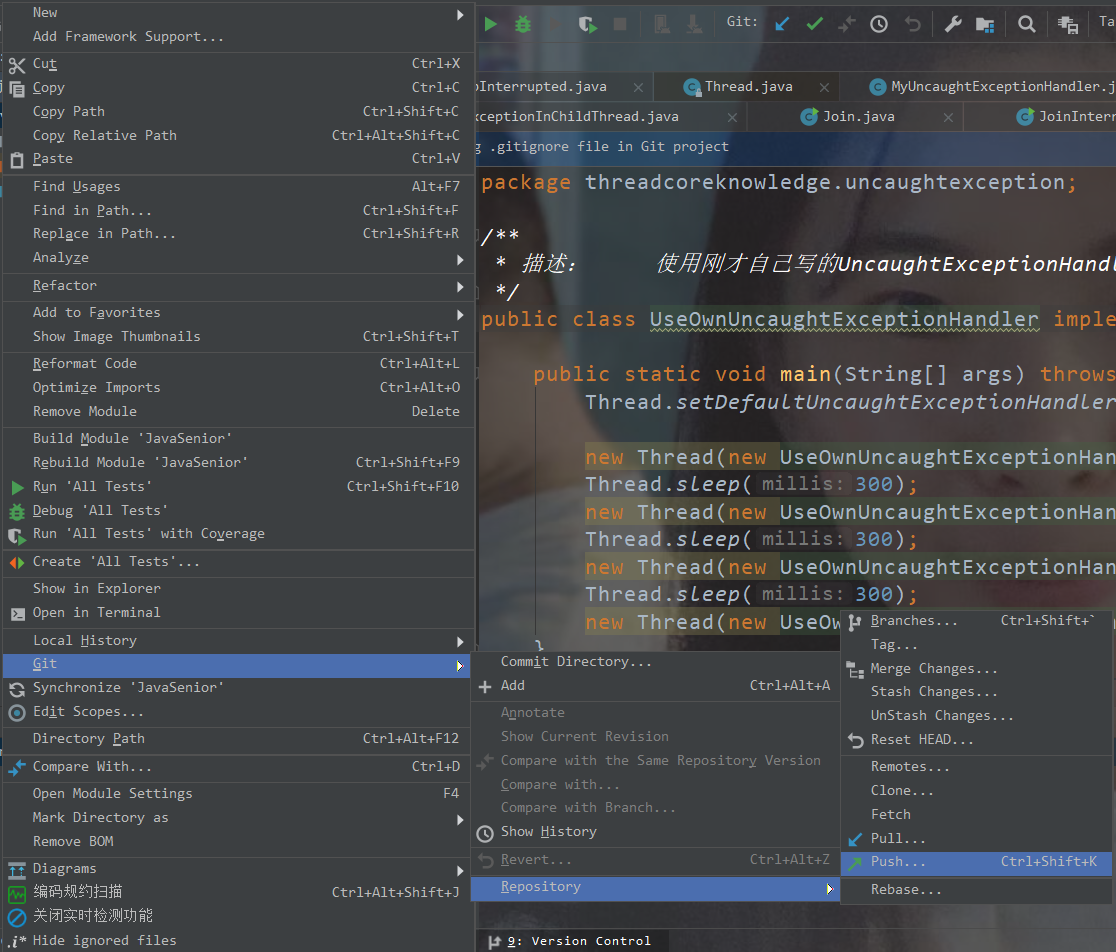 New
Add Framework Support...
Cut Ctrl+X
Copy Ctrl+C
Copy Path Ctrl+Shift+C
Copy Relative Path Ctrl+Alt+Shift+C
Paste Ctrl+V
Find Usages Alt+F7
Find in Path... Ctrl+Shift+F
Replace in Path... Ctrl+Shift+R
Analyze
Refactor
Add to Favorites
Show Image Thumbnails Ctrl+Shift+T
Reformat Code Ctrl+Alt+L
Optimize Imports Ctrl+Alt+O
Remove Module Delete
Build Module 'JavaSenior'
Rebuild Module 'JavaSenior' Ctrl+Shift+F9
Run 'All Tests' Ctrl+Shift+F10
Debug 'All Tests'
Run 'All Tests' with Coverage
Create 'All Tests'...
Show in Explorer
Open in Terminal
Local History
Git
Synchronize 'JavaSenior'
Edit Scopes...
Directory Path Ctrl+Alt+F12
Compare With... Ctrl+D
Open Module Settings F4
Mark Directory as
Remove BOM
Diagrams
编码规约扫描 Ctrl+Alt+Shift+J
关闭实时检测功能
.i* Hide ignored files
Git: Ta
oInterrupted.java Thread.java MyUncaughtExceptionHandler.j
xceptionInChildThread.java Join.java JoinInterr
g .gitignore file in Git project
package threadcoreknowledge.uncaughtexception;
/**
* 描述: 使用刚才自己写的UncaughtExceptionHandl
*/
public class UseOwnUncaughtExceptionHandler imple
public static void main(String[] args) throws
Thread.setDefaultUncaughtExceptionHandler
new Thread(new UseOwnUncaughtExceptionHan
Thread.sleep( millis: 300);
new Thread(new UseOwnUncaughtExceptionHan
Thread.sleep( millis: 300);
new Thread(new UseOwnUncaughtExceptionHan
Thread.sleep( millis: 300);
new Thread(new UseOw
}
Commit Directory...
Add Ctrl+Alt+A
Annotate
Show Current Revision
Compare with the Same Repository Version
Compare with...
Compare with Branch...
Show History
Revert... Ctrl+Alt+Z
Repository
Branches... Ctrl+Shift+`
Tag...
Merge Changes...
Stash Changes...
UnStash Changes...
Reset HEAD...
Remotes...
Clone...
Fetch
Pull...
Push... Ctrl+Shift+K
Rebase...
9: Version Control